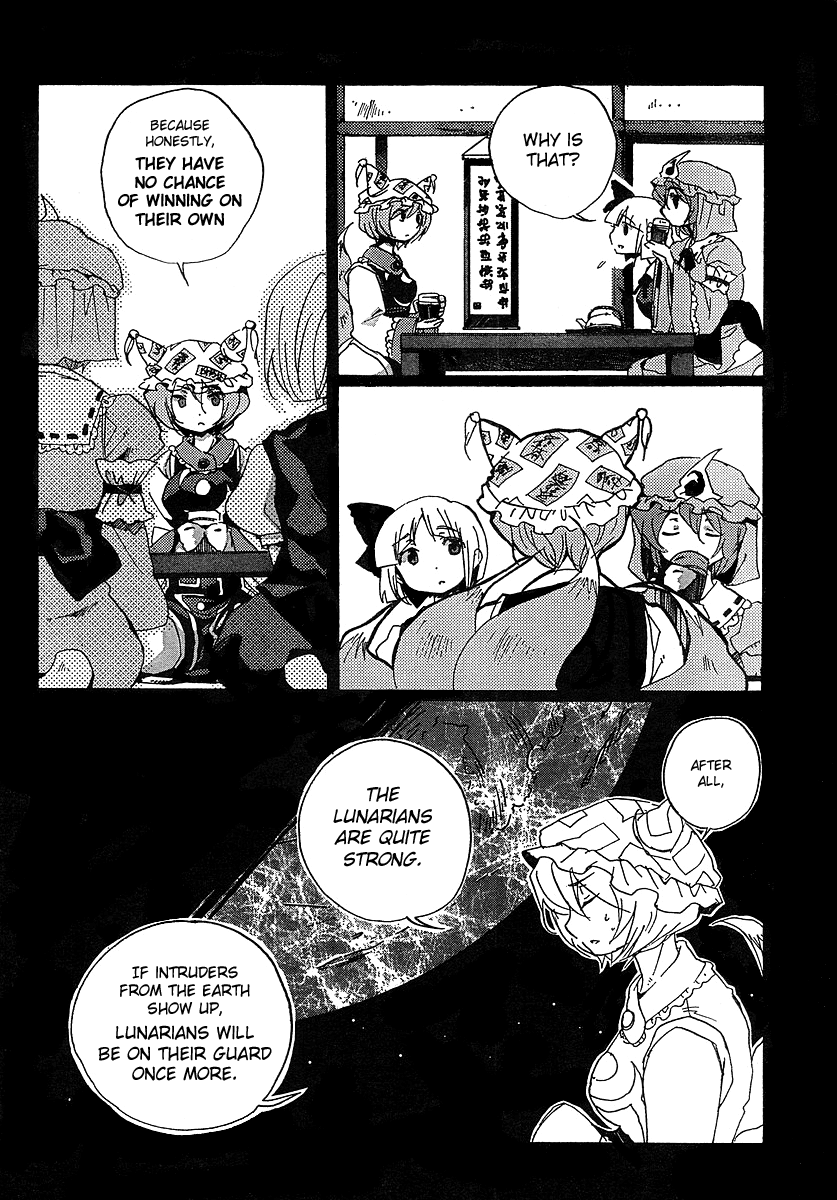 WHY IS
THAT?
BECAUSE
HONESTLY,
THEY HAVE
NO CHANCE
OF WINNING ON
THEIR OWN
AFTER
ALL,
THE
LUNARIANS
ARE QUITE
STRONG.
IF INTRUDERS
FROM THE EARTH
SHOW UP,
LUNARIANS WILL
BE ON THEIR GUARD
ONCE MORE.